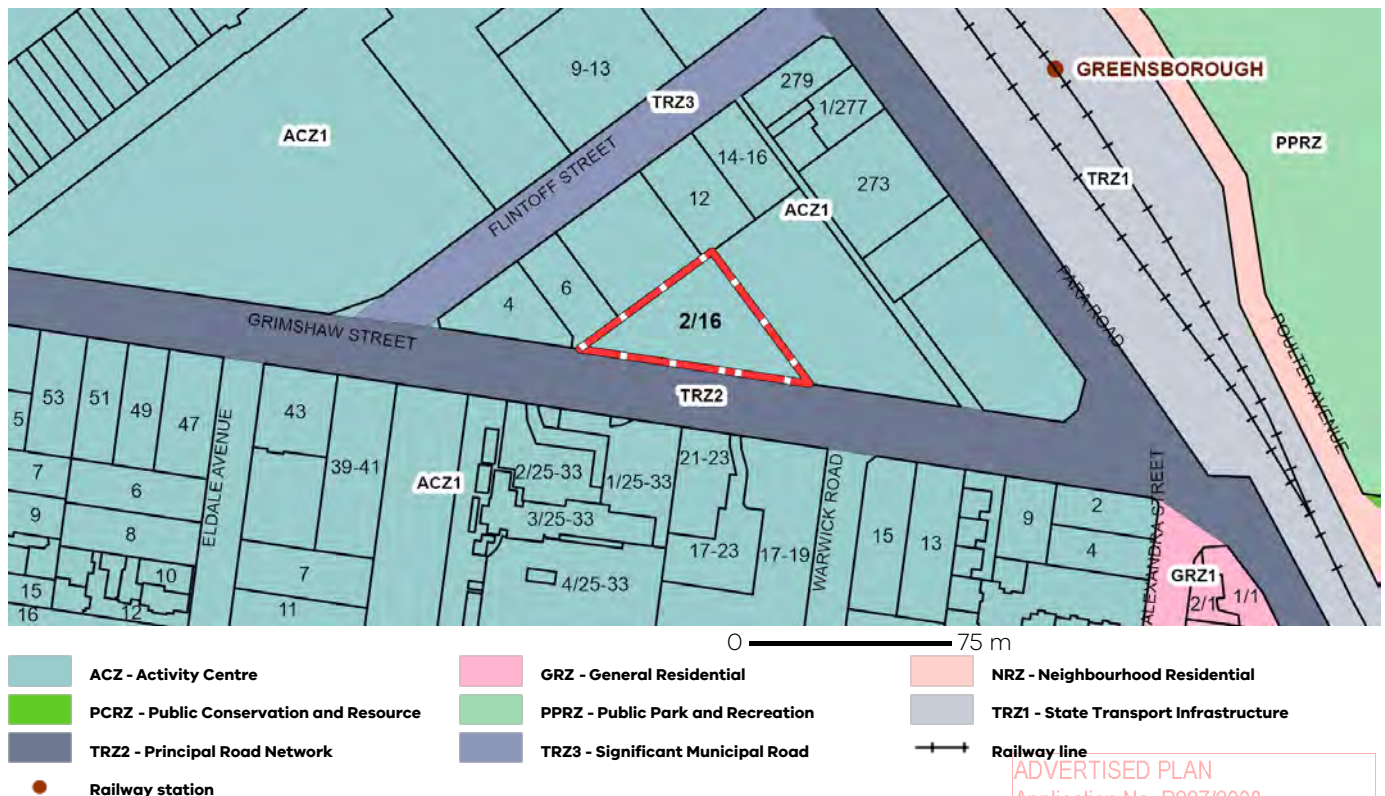 9-13
TRZ3
279
1/277
GREENSBOROUGH
ACZ1
PPRZ
14-16
273
TRZ1
FLINTOFF STREET
12
ACZ1
6
4
2/16
PARA ROAD
GRIMSHAW STREET
POULTER AVENUE
TRZ2
53
51
49
47
43
5
39-41
ELDALE AVENUE
7
6
ACZ1
2/25-33
1/25-33
21-23
WARWICK ROAD
15
13
9
2
ALEXANDRA STREET
9
8
3/25-33
4
10
7
4/25-33
17-23
17-19
GRZ1
15
12
11
2/1
1/1
16
0 75 m
ACZ - Activity Centre
GRZ - General Residential
NRZ - Neighbourhood Residential
PCRZ - Public Conservation and Resource
PPRZ - Public Park and Recreation
TRZ1 - State Transport Infrastructure
TRZ2 - Principal Road Network
TRZ3 - Significant Municipal Road
Railway line
Railway station
ADVERTISED PLAN
Application No.